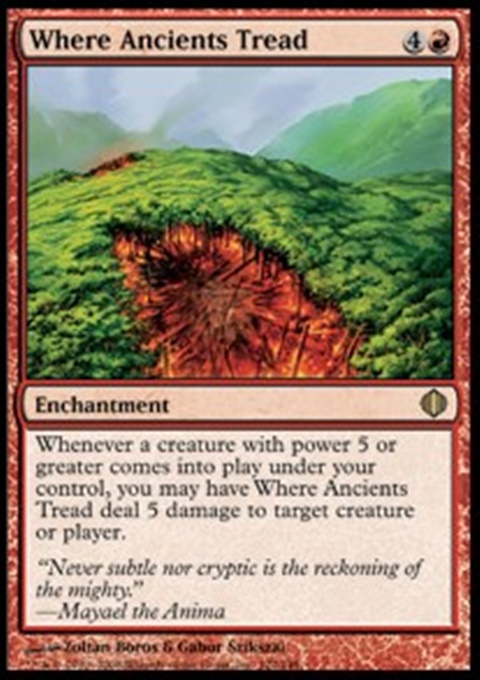 Where Ancients Tread 4
Enchantment
Whenever a creature with power 5 or
greater comes into play under your
control, you may have Where Ancients
Tread deal 5 damage to target creature
or player.
“Never subtle nor cryptic is the reckoning of
the mighty.”
—Mayael the Anima
Zoltan Boros & Gabor Szikszai